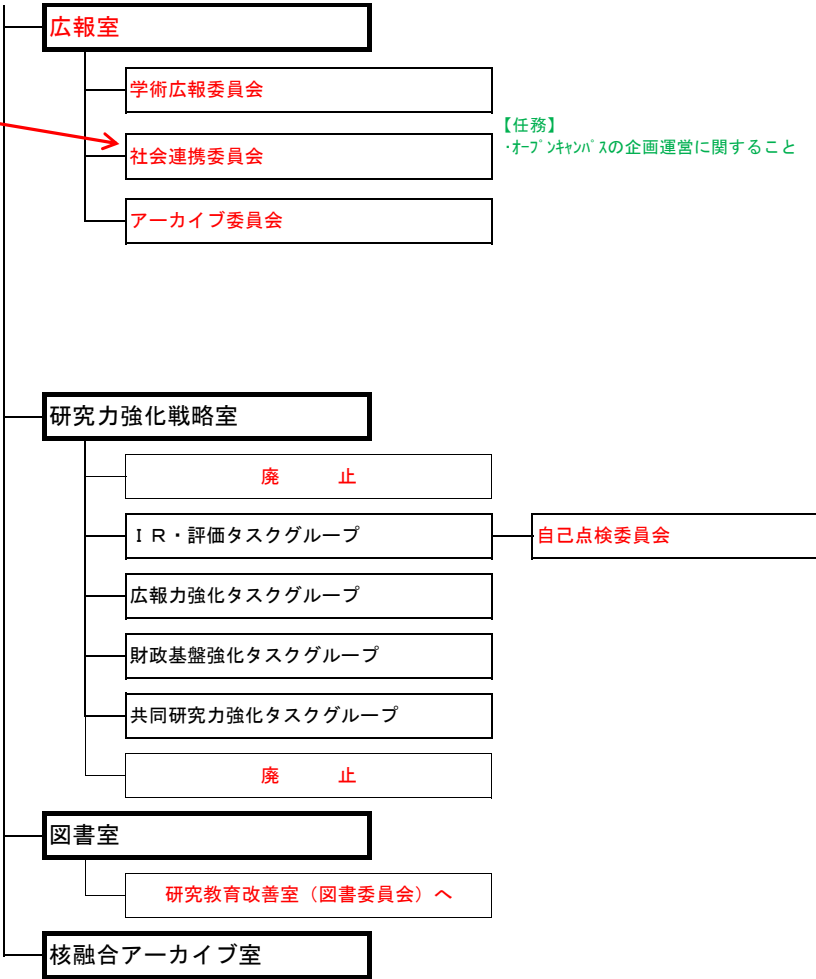 広報室
学術広報委員会
【任務】
・ｵｰﾌﾟﾝｷｬﾝﾊﾟｽの企画運営に関すること
社会連携委員会
アーカイブ委員会
研究力強化戦略室
廃　　止
ＩＲ・評価タスクグループ
自己点検委員会
広報力強化タスクグループ
財政基盤強化タスクグループ
共同研究力強化タスクグループ
廃　　止
図書室
研究教育改善室（図書委員会）へ
核融合アーカイブ室